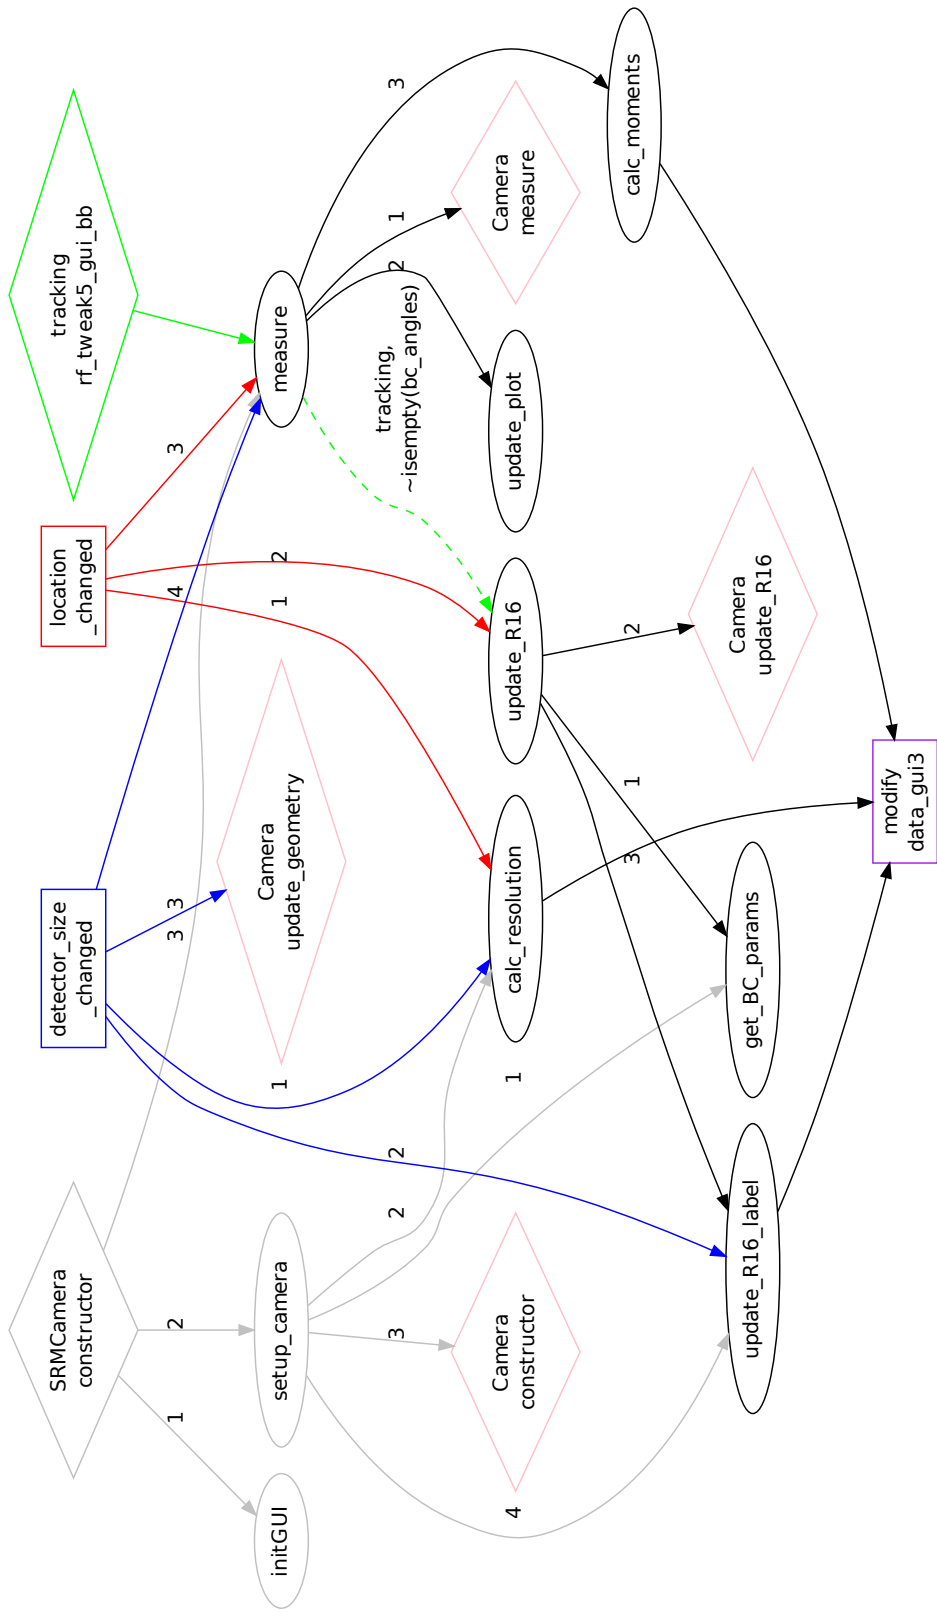 SRMCamera
constructor
detector_size
_changed
location
_changed
tracking
rf_tweak5_gui_bb
1
2
3
3
4
3
initGUI
setup_camera
Camera
update_geometry
measure
1
1
2
3
2
2
tracking,
~isempty(bc_angles)
2
1
3
Camera
constructor
calc_resolution
update_R16
update_plot
Camera
measure
4
1
3
1
2
calc_moments
update_R16_label
get_BC_params
Camera
update_R16
modify
data_gui3